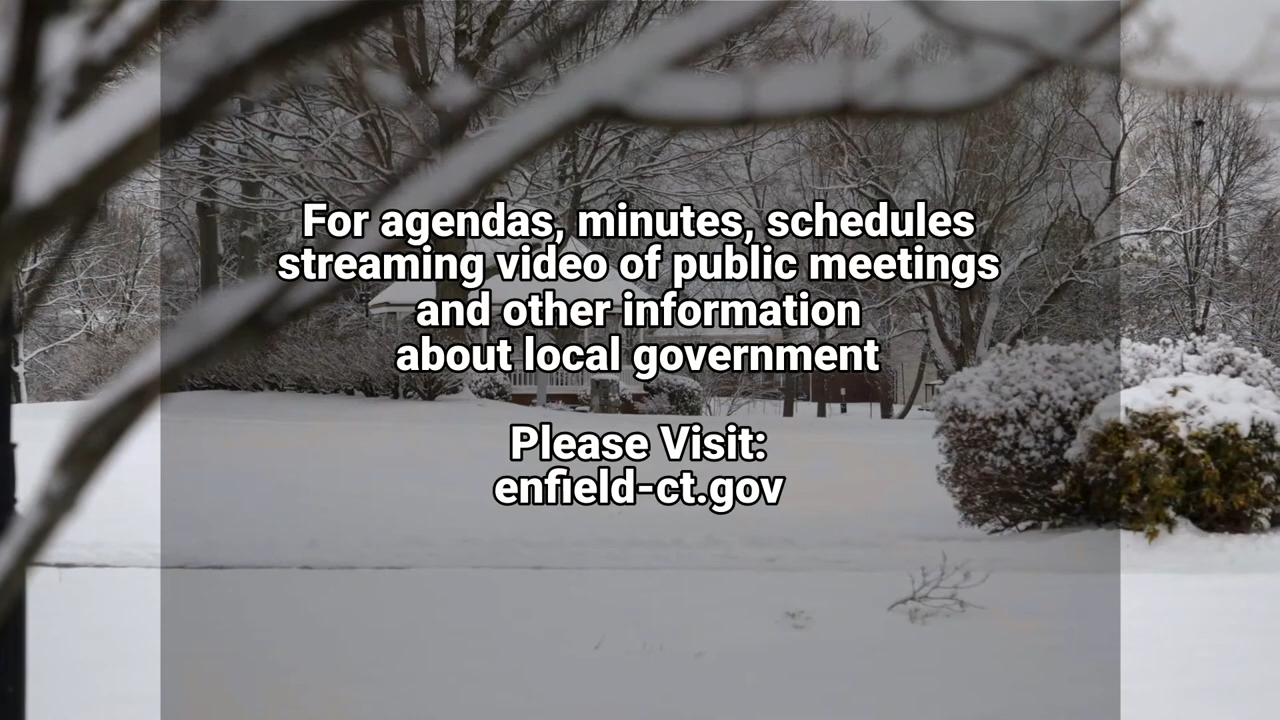 For agendas, minutes, schedules
streaming video of public meetings
and other information
about local government
Please Visit:
enfield-ct.gov